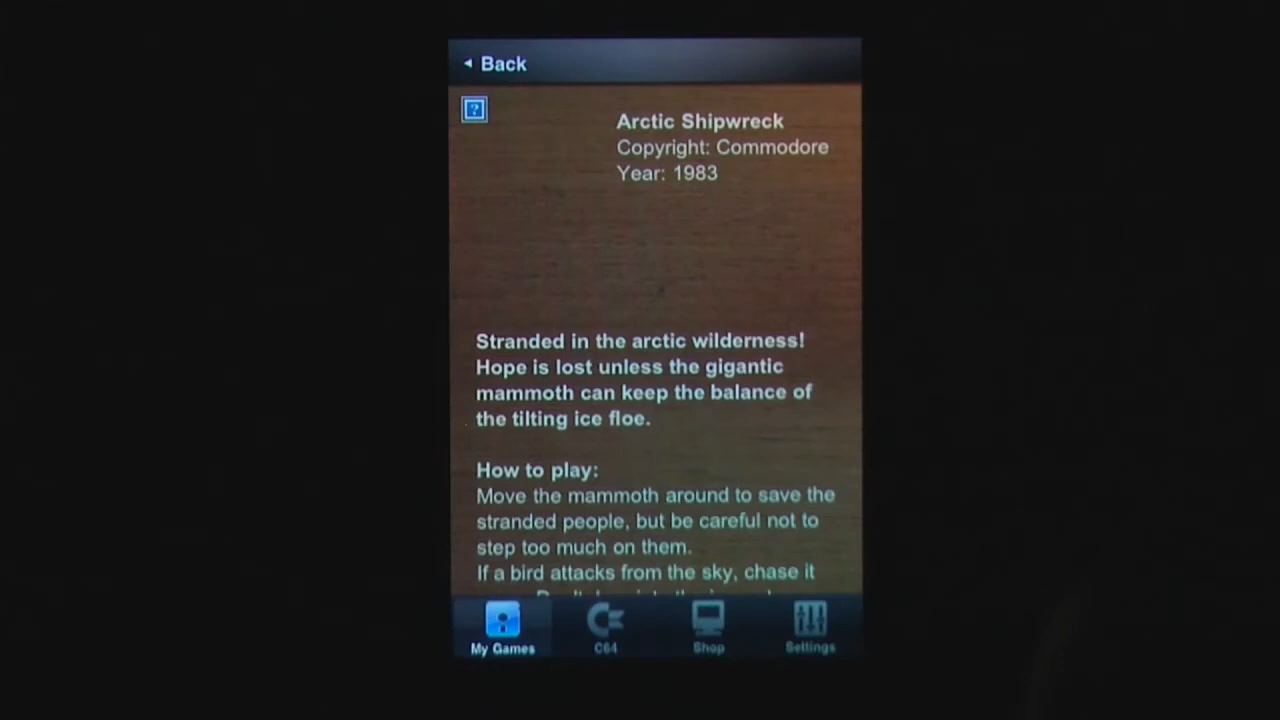 Back
?
Arctic Shipwreck
Copyright: Commodore
Year: 1983
Stranded in the arctic wilderness!
Hope is lost unless the gigantic
mammoth can keep the balance of
the tilting ice floe.
How to play:
Move the mammoth around to save the
stranded people, but be careful not to
step too much on them.
If a bird attacks from the sky, chase it
My Games
C64
Shop
Settings